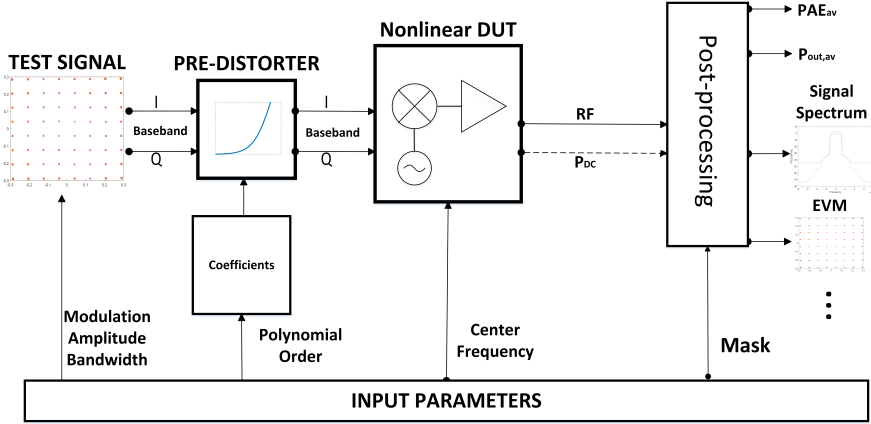 Nonlinear DUT
PAEav
Pout,av
TEST SIGNAL
PRE-DISTORTER
Post-processing
Signal
Spectrum
I
Baseband
Q
I
Baseband
Q
RF
PDC
EVM
Coefficients
Modulation
Amplitude
Bandwidth
Polynomial
Order
Center
Frequency
Mask
INPUT PARAMETERS